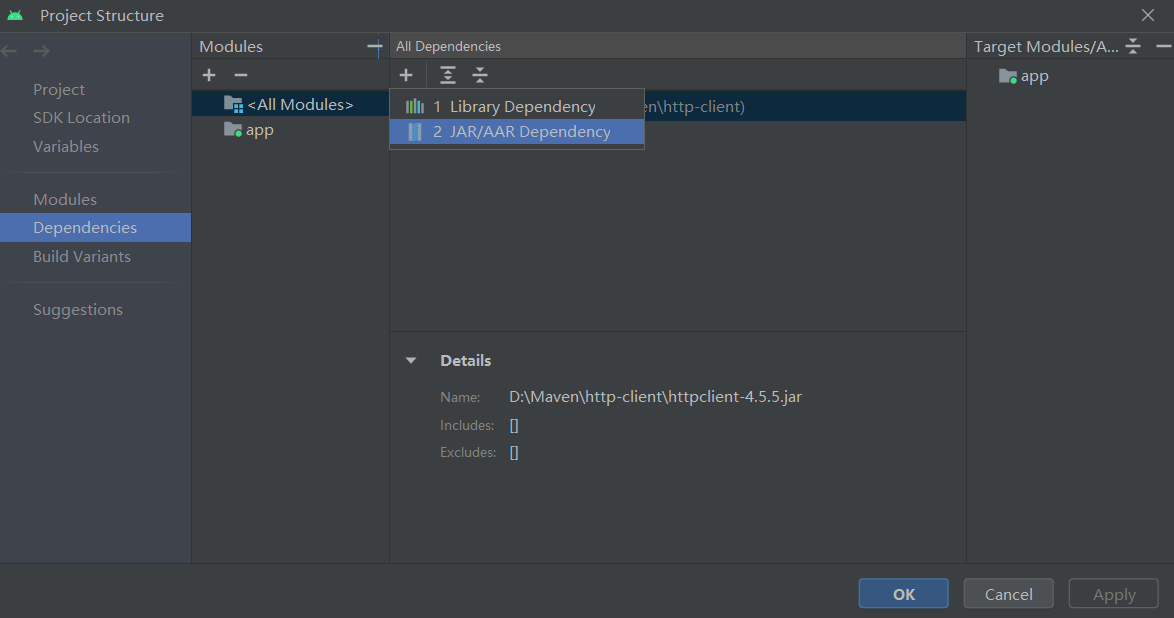 Project Structure
Modules
All Dependencies
Target Modules/A...
Project
SDK Location
Variables
Modules
Dependencies
Build Variants
Suggestions
<All Modules>
app
1 Library Dependency
2 JAR/AAR Dependency
\http-client)
app
Details
Name: D:\Maven\http-client\httpclient-4.5.5.jar
Includes: []
Excludes: []
OK
Cancel
Apply